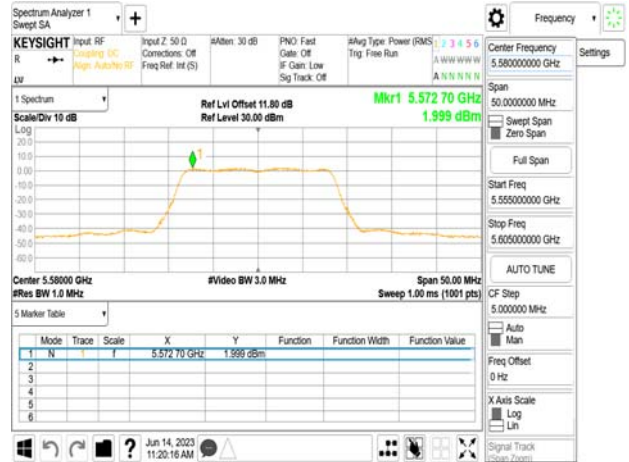 Spectrum Analyzer 1
Swept SA
+
Frequency
KEYSIGHT Input: RF Input Z: 50 Ω #Atten: 30 dB PNO: Fast #Avg Type: Power (RMS 1 2 3 4 5 6
R Coupling: DC Corrections: Off Gate: Off Trig: Free Run A W W W W W
Align: Auto/No RF Freq Ref: Int (S) IF Gain: Low
Sig Track: Off A N N N N N
LXI
1 Spectrum
Ref Lvl Offset 11.80 dB Mkr1 5.572 70 GHz
Scale/Div 10 dB Ref Level 30.00 dBm 1.999 dBm
Log
20.0
10.0
0.00
-10.0
-20.0
-30.0
-40.0
-50.0
-60.0
1
Center 5.58000 GHz #Video BW 3.0 MHz Span 50.00 MHz
#Res BW 1.0 MHz Sweep 1.00 ms (1001 pts)
5 Marker Table
Mode Trace Scale X Y Function Function Width Function Value
1 N 1 f 5.572 70 GHz 1.999 dBm
2
3
4
5
6
? Jun 14, 2023
11:20:16 AM
Center Frequency
5.580000000 GHz
Settings
Span
50.0000000 MHz
Swept Span
Zero Span
Full Span
Start Freq
5.555000000 GHz
Stop Freq
5.605000000 GHz
AUTO TUNE
CF Step
5.000000 MHz
Auto
Man
Freq Offset
0 Hz
X Axis Scale
Log
Lin
Signal Track
(Span Zoom)